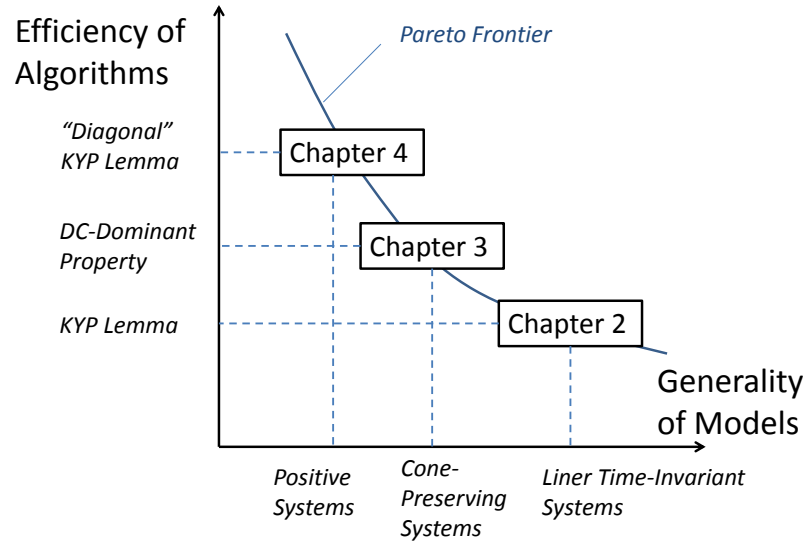 Efficiency of
Algorithms
Pareto Frontier
“Diagonal”
KYP Lemma
Chapter 4
DC-Dominant
Property
Chapter 3
KYP Lemma
Chapter 2
Generality
of Models
Positive
Systems
Cone-
Preserving
Systems
Liner Time-Invariant
Systems